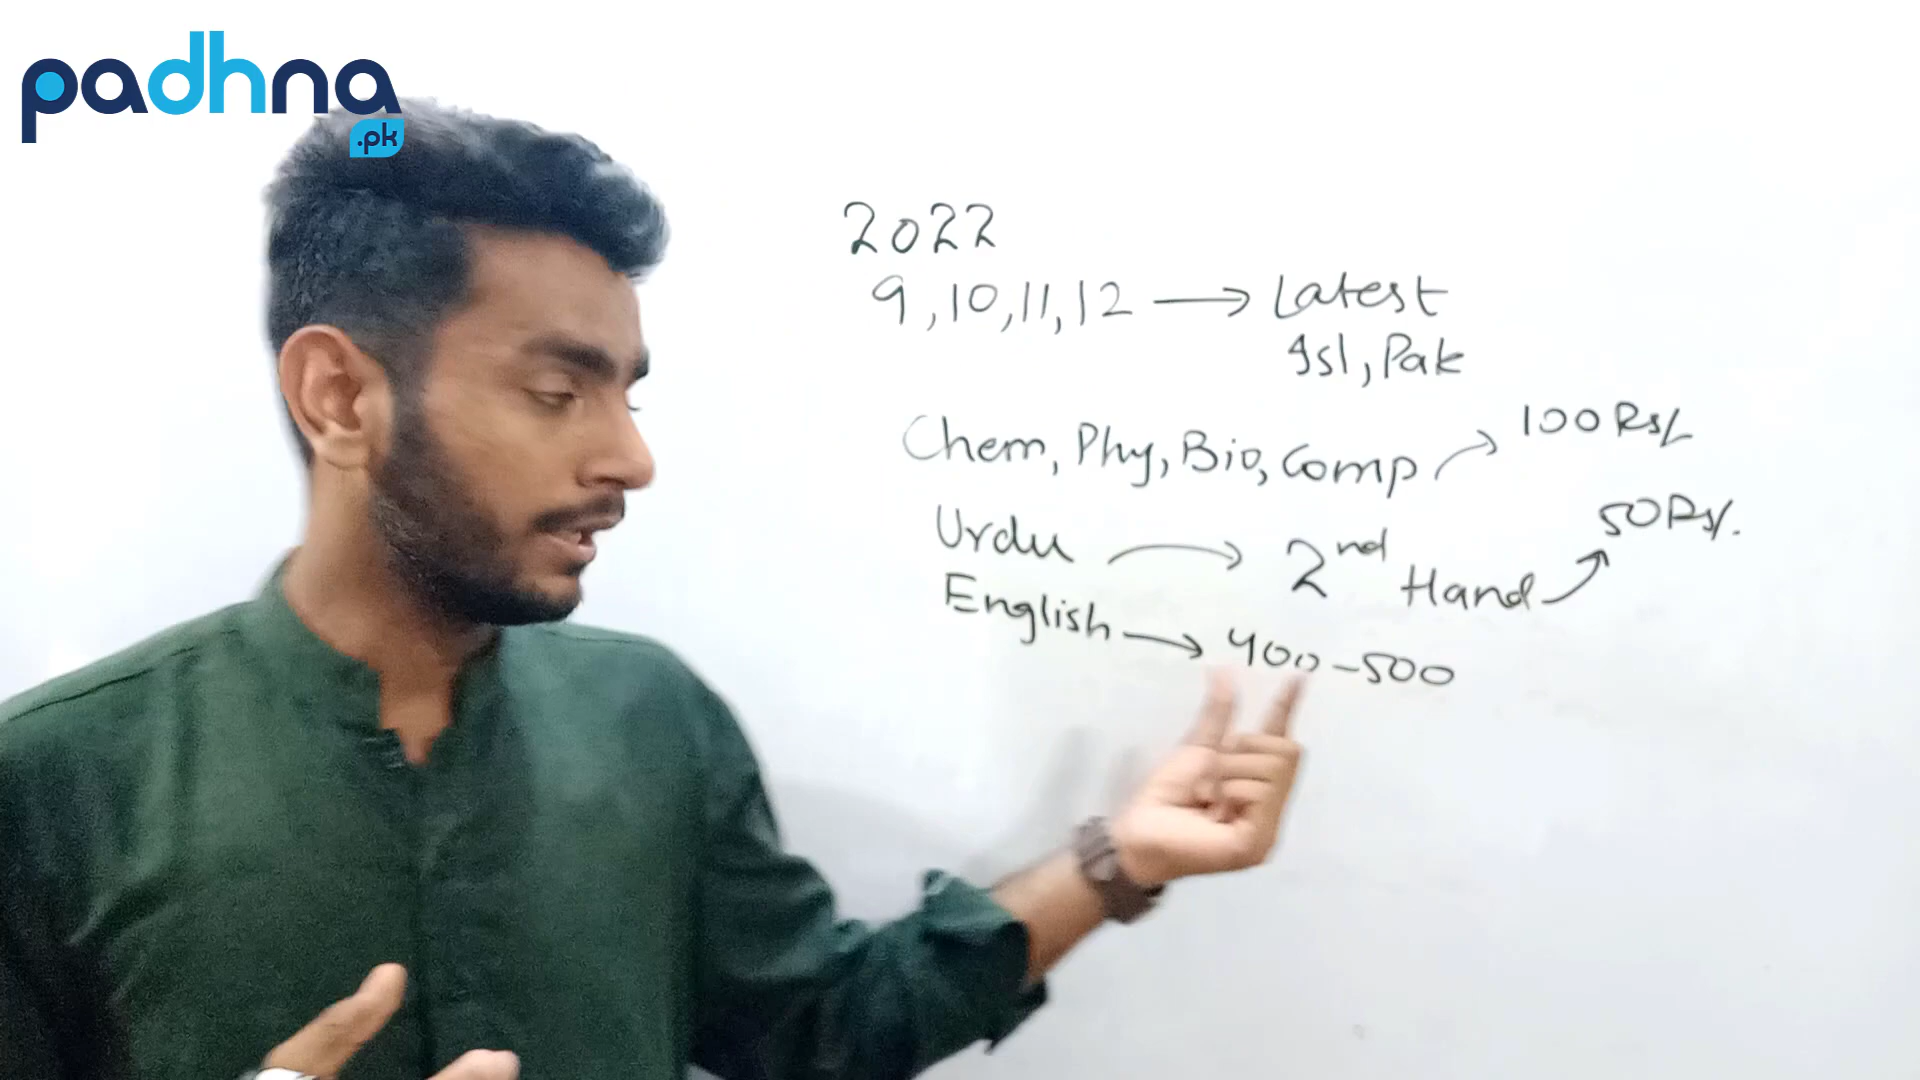 padhna
.pk
2022
9, 10, 11, 12 → Latest
Isl, Pak
Chem, Phy, Bio, Comp → 100 Rs/-
Urdu → 2nd Hand → 50 Rs/.
English → 400-500